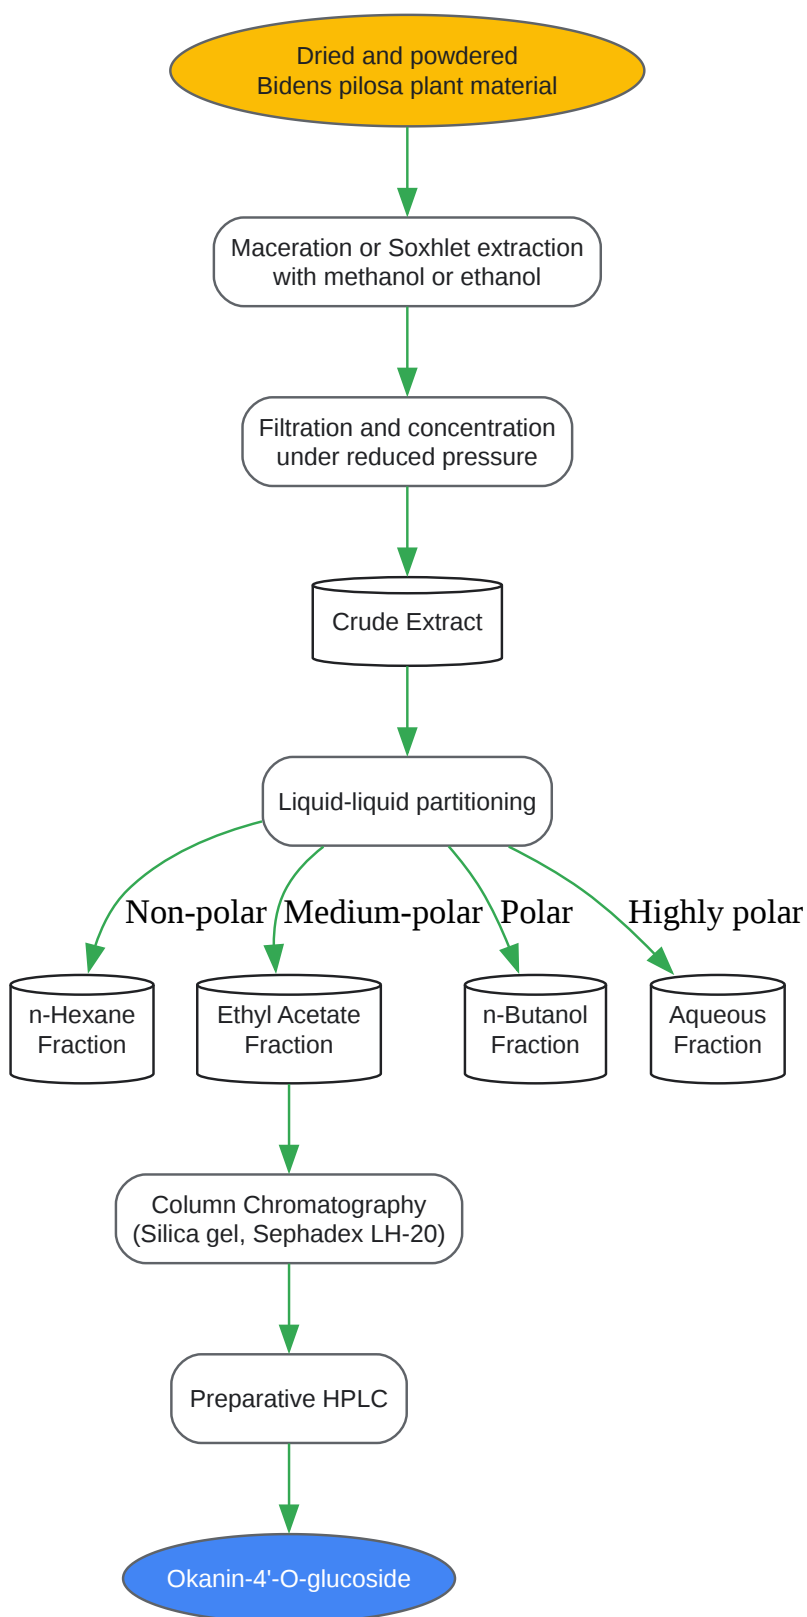 Dried and powdered
Bidens pilosa plant material
Maceration or Soxhlet extraction
with methanol or ethanol
Filtration and concentration
under reduced pressure
Crude Extract
Liquid-liquid partitioning
Non-polar
Medium-polar
Polar
Highly polar
n-Hexane
Fraction
Ethyl Acetate
Fraction
n-Butanol
Fraction
Aqueous
Fraction
Column Chromatography
(Silica gel, Sephadex LH-20)
Preparative HPLC
Okanin-4'-O-glucoside